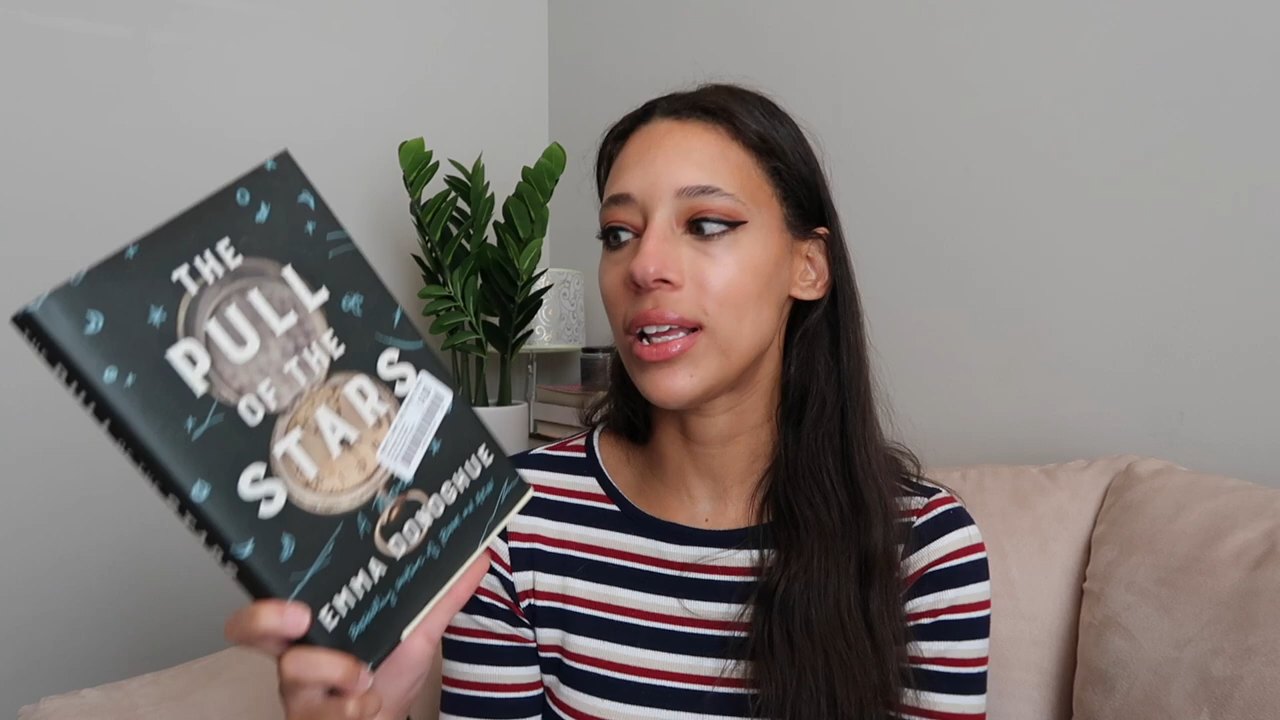 THE
PULL
OF THE
STARS
EMMA DONOGHUE